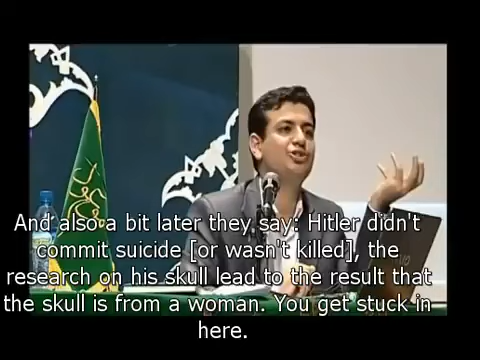 And also a bit later they say: Hitler didn't
commit suicide [or wasn't killed], the
research on his skull lead to the result that
the skull is from a woman. You get stuck in
here.